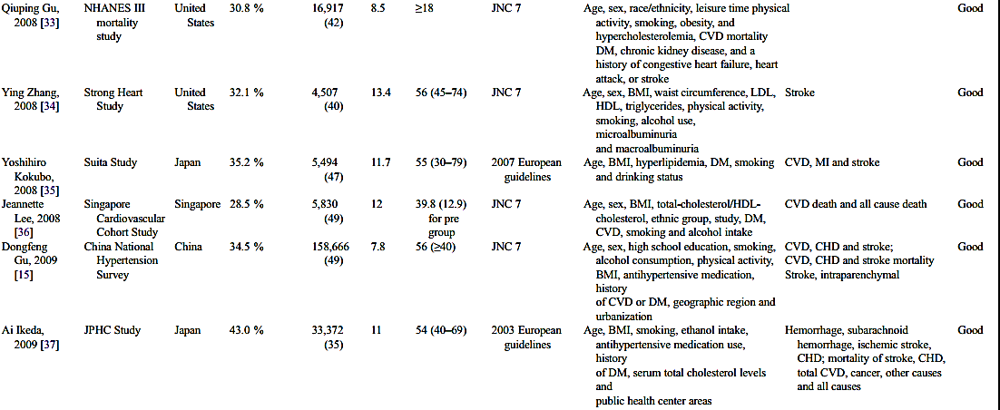 Qiuping Gu, NHANES III United 30.8 % 16,917 8.5 ≥18 JNC 7 Age, sex, race/ethnicity, leisure time physical Good
2008 [33] mortality States (42) activity, smoking, obesity, and
study hypercholesterolemia, CVD mortality
DM, chronic kidney disease, and a
history of congestive heart failure, heart
attack, or stroke
Ying Zhang, Strong Heart United 32.1 % 4,507 13.4 56 (45–74) JNC 7 Age, sex, BMI, waist circumference, LDL, Stroke Good
2008 [34] Study States (40) HDL, triglycerides, physical activity,
smoking, alcohol use,
microalbuminuria
and macroalbuminuria
Yoshihiro Suita Study Japan 35.2 % 5,494 11.7 55 (30–79) 2007 European Age, BMI, hyperlipidemia, DM, smoking CVD, MI and stroke Good
Kokubo, (47) guidelines and drinking status
2008 [35]
Jeannette Singapore Singapore 28.5 % 5,830 12 39.8 (12.9) JNC 7 Age, sex, BMI, total-cholesterol/HDL- CVD death and all cause death Good
Lee, 2008 Cardiovascular (49) for pre cholesterol, ethnic group, study, DM,
[36] Cohort Study group CVD, smoking and alcohol intake
Dongfeng China National China 34.5 % 158,666 7.8 56 (≥40) JNC 7 Age, sex, high school education, smoking, CVD, CHD and stroke; Good
Gu, 2009 Hypertension (49) alcohol consumption, physical activity, CVD, CHD and stroke mortality
[15] Survey BMI, antihypertensive medication, Stroke, intraparenchymal
history
of CVD or DM, geographic region and
urbanization
Ai Ikeda, JPHC Study Japan 43.0 % 33,372 11 54 (40–69) 2003 European Age, BMI, smoking, ethanol intake, Hemorrhage, subarachnoid Good
2009 [37] (35) guidelines antihypertensive medication use, hemorrhage, ischemic stroke,
history CHD; mortality of stroke, CHD,
of DM, serum total cholesterol levels total CVD, cancer, other causes
and and all causes
public health center areas